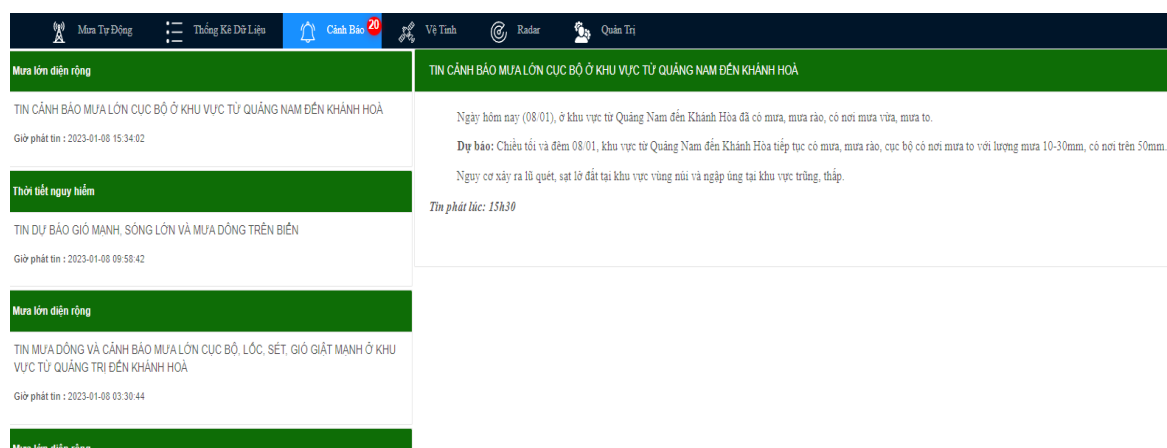 Mưa Tự Động
Thống Kê Dữ Liệu
Cảnh Báo 20
Vệ Tinh
Radar
Quản Trị
Mưa lớn diện rộng
TIN CẢNH BÁO MƯA LỚN CỤC BỘ Ở KHU VỰC TỪ QUẢNG NAM ĐẾN KHÁNH HOÀ
Giờ phát tin : 2023-01-08 15:34:02
Thời tiết nguy hiểm
TIN DỰ BÁO GIÓ MẠNH, SÓNG LỚN VÀ MƯA DÔNG TRÊN BIỂN
Giờ phát tin : 2023-01-08 09:58:42
Mưa lớn diện rộng
TIN MƯA DÔNG VÀ CẢNH BÁO MƯA LỚN CỤC BỘ, LỐC, SÉT, GIÓ GIẬT MẠNH Ở KHU
VỰC TỪ QUẢNG TRỊ ĐẾN KHÁNH HOÀ
Giờ phát tin : 2023-01-08 03:30:44
Mưa lớn diện rộng
TIN CẢNH BÁO MƯA LỚN CỤC BỘ Ở KHU VỰC TỪ QUẢNG NAM ĐẾN KHÁNH HOÀ
Ngày hôm nay (08/01), ở khu vực từ Quảng Nam đến Khánh Hòa đã có mưa, mưa rào, có nơi mưa vừa, mưa to.
Dự báo: Chiều tối và đêm 08/01, khu vực từ Quảng Nam đến Khánh Hòa tiếp tục có mưa, mưa rào, cục bộ có nơi mưa to với lượng mưa 10-30mm, có nơi trên 50mm.
Nguy cơ xảy ra lũ quét, sạt lở đất tại khu vực vùng núi và ngập úng tại khu vực trũng, thấp.
Tin phát lúc: 15h30